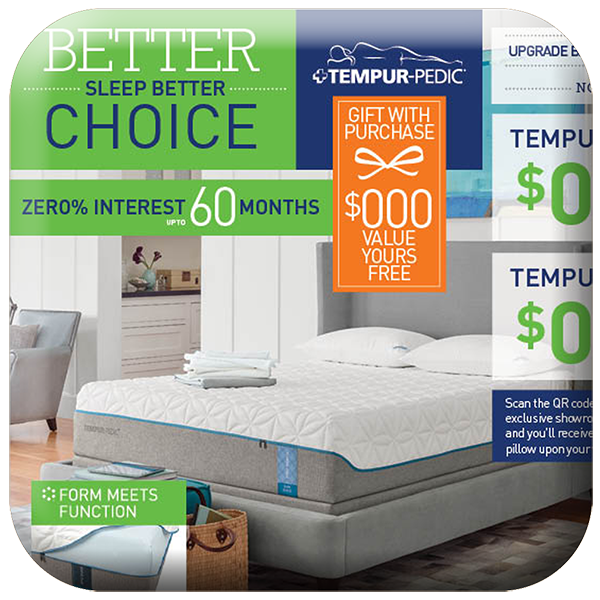 BETTER
SLEEP BETTER
CHOICE
TEMPUR-PEDIC®
GIFT WITH
PURCHASE
$000
VALUE
YOURS
FREE
ZERO% INTEREST UP TO 60 MONTHS
UPGRADE
TEMPU
$0
TEMPU
$0
Scan the QR code
exclusive showro
and you'll receive
pillow upon your
TEMPUR-PEDIC
FORM MEETS
FUNCTION